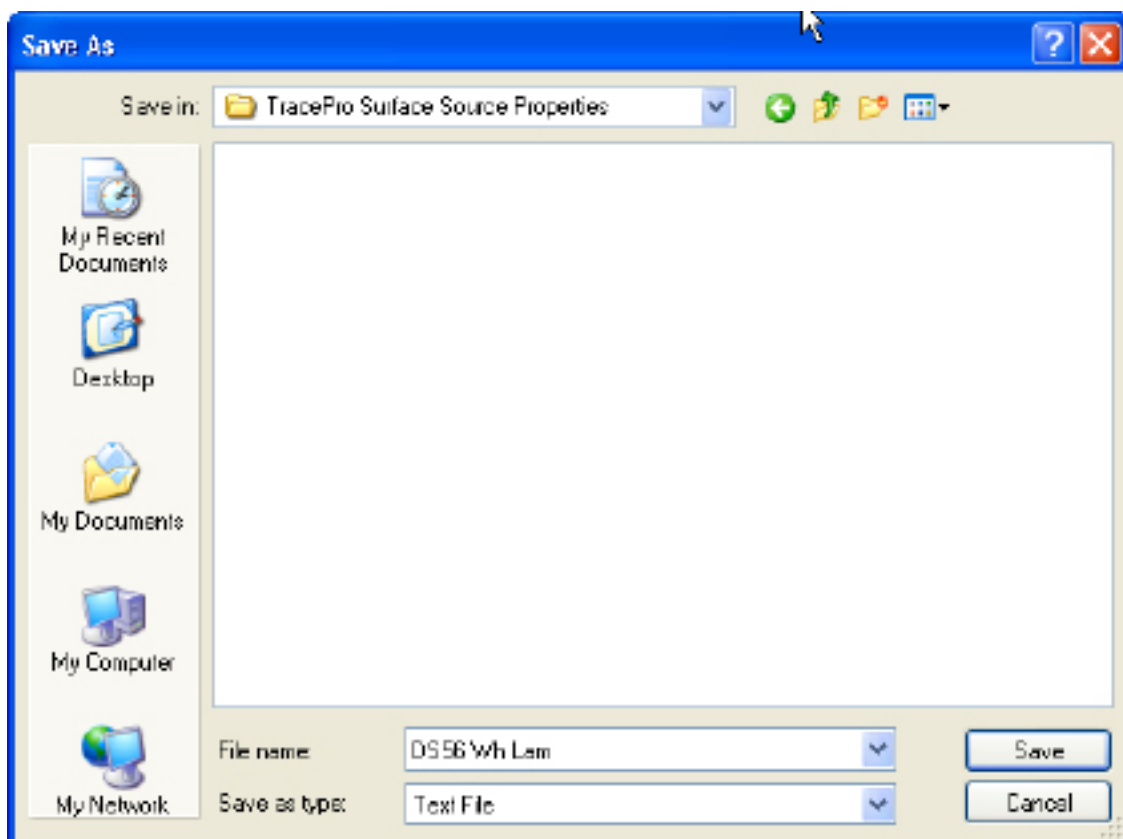 Save As
Save in: TracePro Surface Source Properties
My Recent
Documents
Desktop
My Documents
My Computer
My Network
File name: DS56 Wh Lam
Save as type: Text File
Save
Cancel